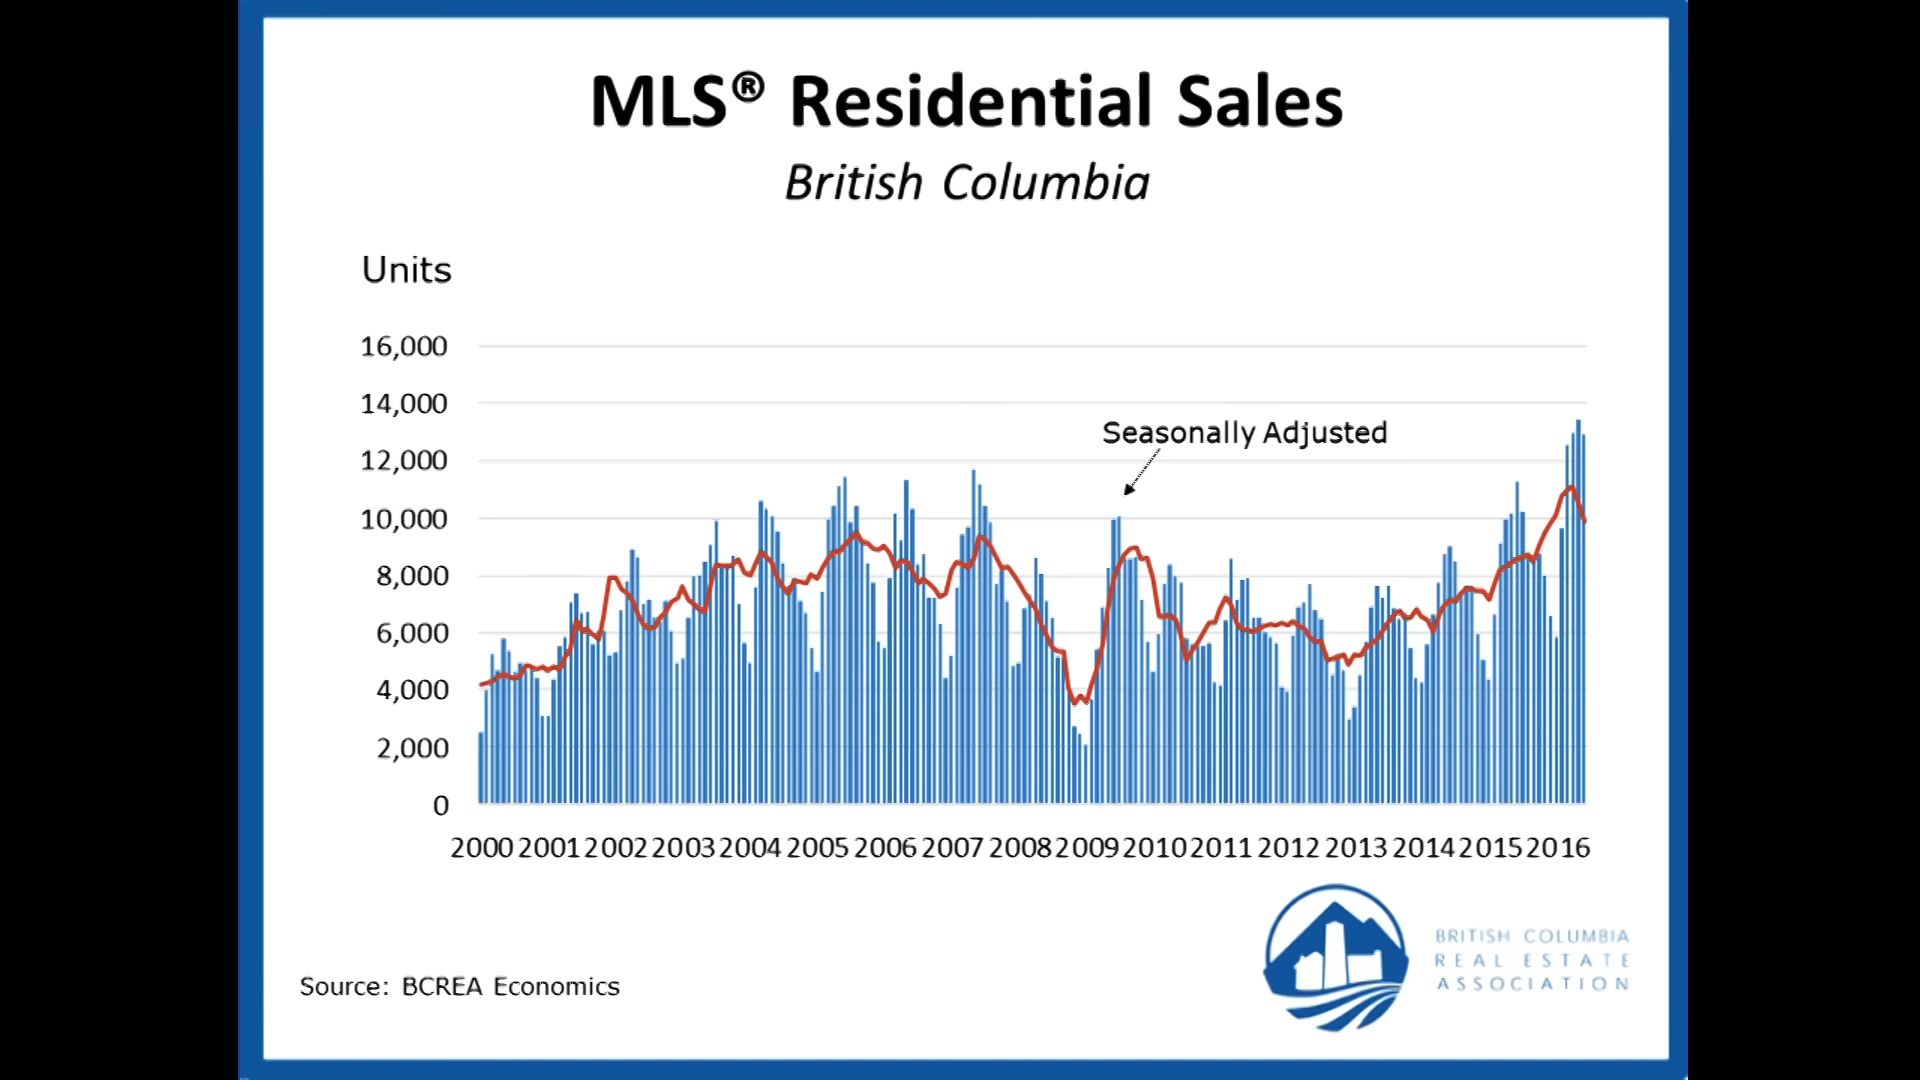 MLS® Residential Sales
British Columbia
Units
16,000
14,000
Seasonally Adjusted
12,000
10,000
8,000
6,000
4,000
2,000
0
2000 2001 2002 2003 2004 2005 2006 2007 2008 2009 2010 2011 2012 2013 2014 2015 2016
BRITISH COLUMBIA
REAL ESTATE
ASSOCIATION
Source: BCREA Economics